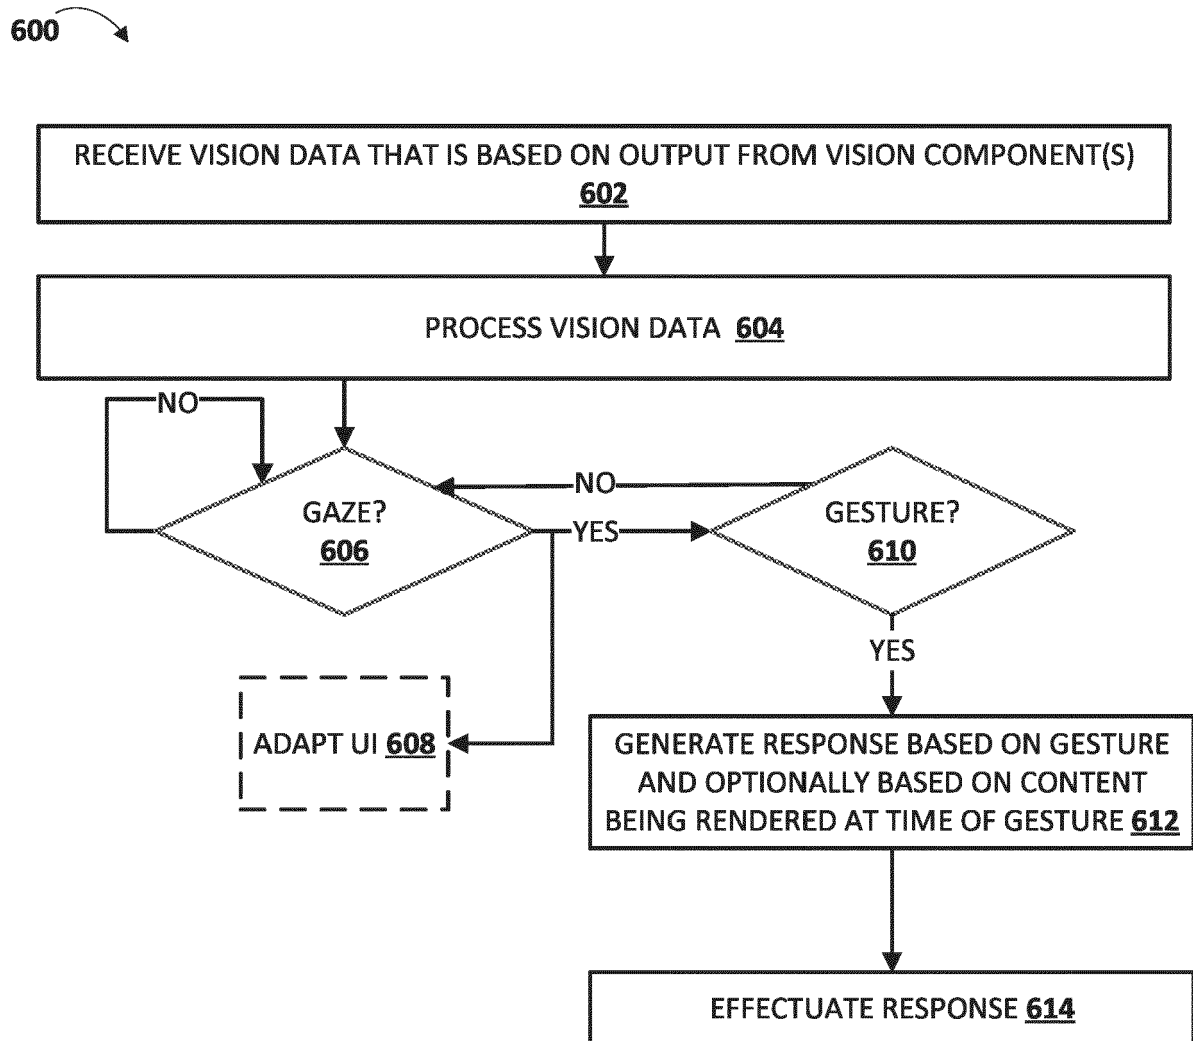 600
RECEIVE VISION DATA THAT IS BASED ON OUTPUT FROM VISION COMPONENT(S)
602
PROCESS VISION DATA 604
NO
GAZE?
606
YES
NO
GESTURE?
610
YES
ADAPT UI 608
GENERATE RESPONSE BASED ON GESTURE
AND OPTIONALLY BASED ON CONTENT
BEING RENDERED AT TIME OF GESTURE 612
EFFECTUATE RESPONSE 614